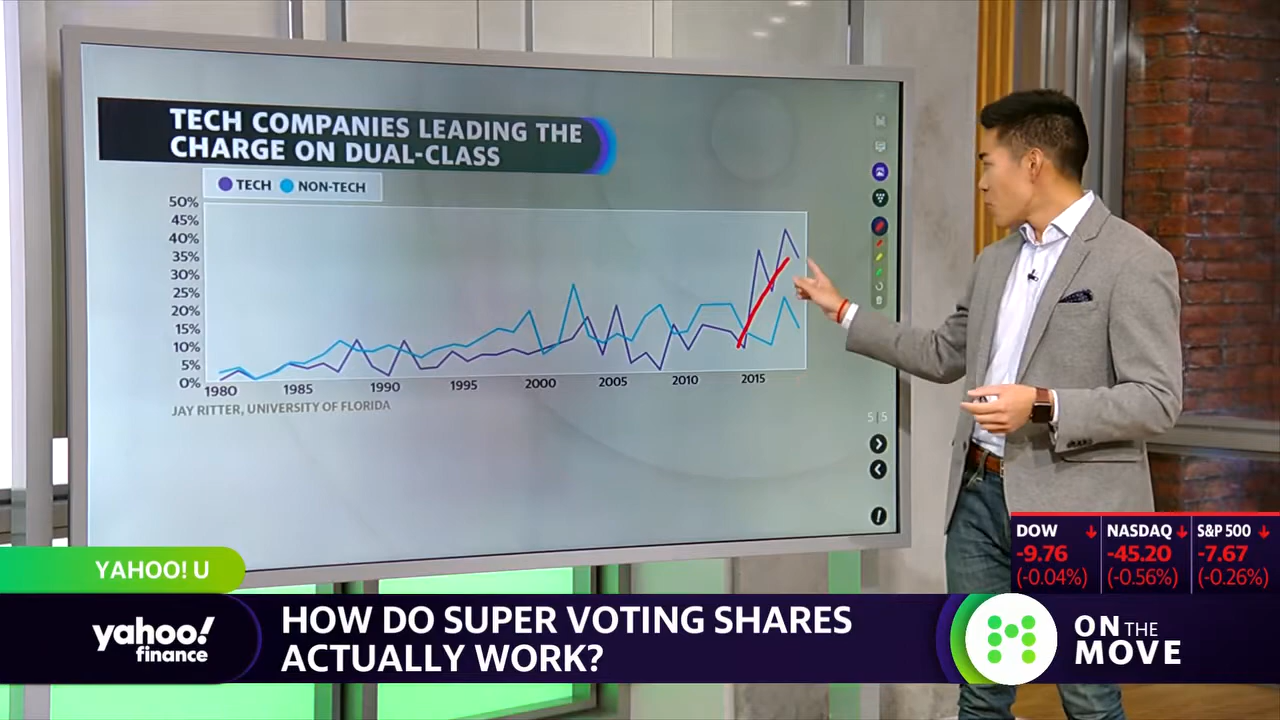 TECH COMPANIES LEADING THE
CHARGE ON DUAL-CLASS
TECH NON-TECH
50%
45%
40%
35%
30%
25%
20%
15%
10%
5%
0%
1980 1985 1990 1995 2000 2005 2010 2015
JAY RITTER, UNIVERSITY OF FLORIDA
5|5
YAHOO! U
yahoo!
finance
HOW DO SUPER VOTING SHARES
ACTUALLY WORK?
DOW
-9.76
(-0.04%)
NASDAQ
-45.20
(-0.56%)
S&P 500
-7.67
(-0.26%)
ON THE
MOVE